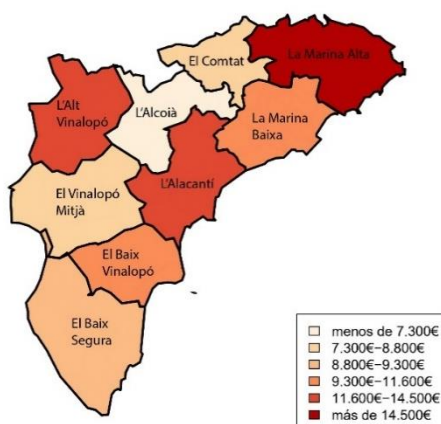 El Comtat
La Marina Alta
L'Alt
Vinalopó
L'Alcoià
La Marina
Baixa
L'Alacantí
El Vinalopó
Mitjà
El Baix
Vinalopó
El Baix
Segura
menos de 7.300€
7.300€–8.800€
8.800€–9.300€
9.300€–11.600€
11.600€–14.500€
más de 14.500€